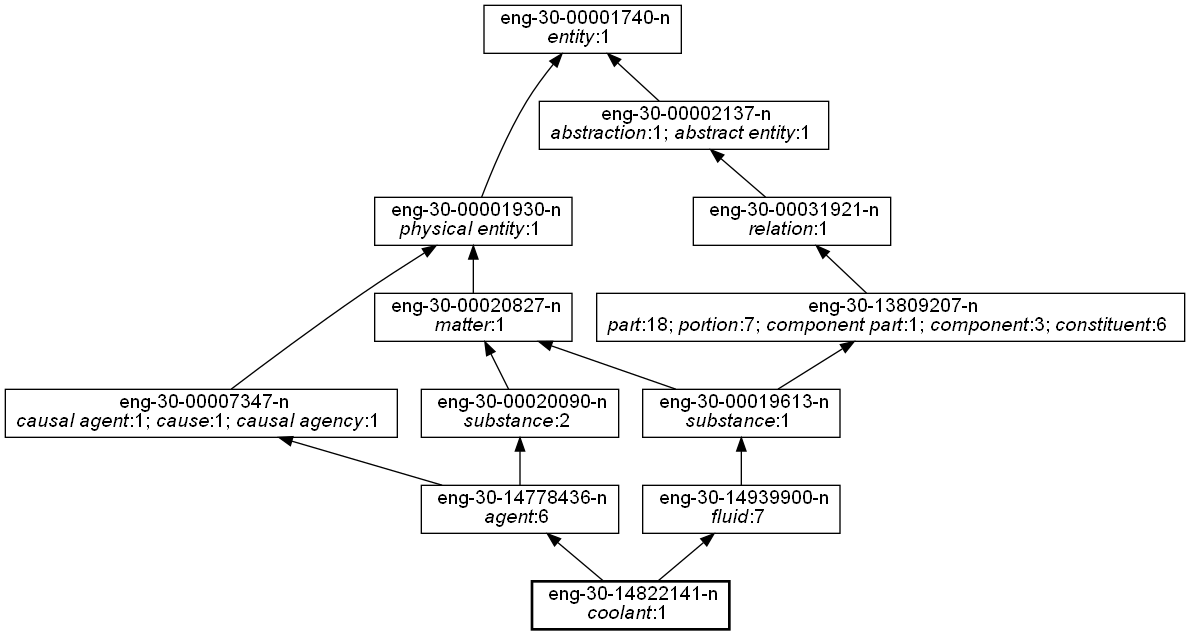 eng-30-00001740-n
entity:1
eng-30-00002137-n
abstraction:1; abstract entity:1
eng-30-00001930-n
physical entity:1
eng-30-00031921-n
relation:1
eng-30-00020827-n
matter:1
eng-30-13809207-n
part:18; portion:7; component part:1; component:3; constituent:6
eng-30-00007347-n
causal agent:1; cause:1; causal agency:1
eng-30-00020090-n
substance:2
eng-30-00019613-n
substance:1
eng-30-14778436-n
agent:6
eng-30-14939900-n
fluid:7
eng-30-14822141-n
coolant:1